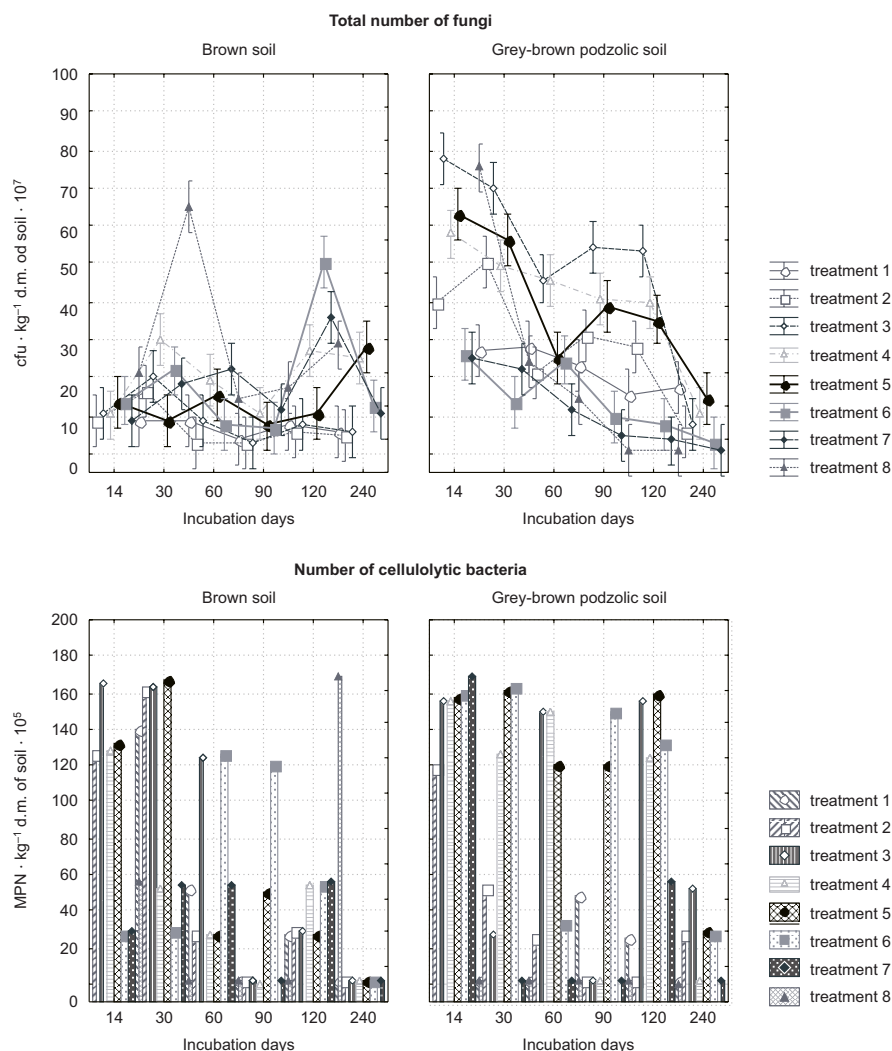 Total number of fungi
Brown soil
Grey-brown podzolic soil
cfu · kg⁻¹ d.m. od soil · 10⁷
100
90
80
70
60
50
40
30
20
10
0
14 30 60 90 120 240
14 30 60 90 120 240
Incubation days
Incubation days
treatment 1
treatment 2
treatment 3
treatment 4
treatment 5
treatment 6
treatment 7
treatment 8
Number of cellulolytic bacteria
Brown soil
Grey-brown podzolic soil
MPN · kg⁻¹ d.m. of soil · 10⁵
200
180
160
140
120
100
80
60
40
20
0
14 30 60 90 120 240
14 30 60 90 120 240
Incubation days
Incubation days
treatment 1
treatment 2
treatment 3
treatment 4
treatment 5
treatment 6
treatment 7
treatment 8